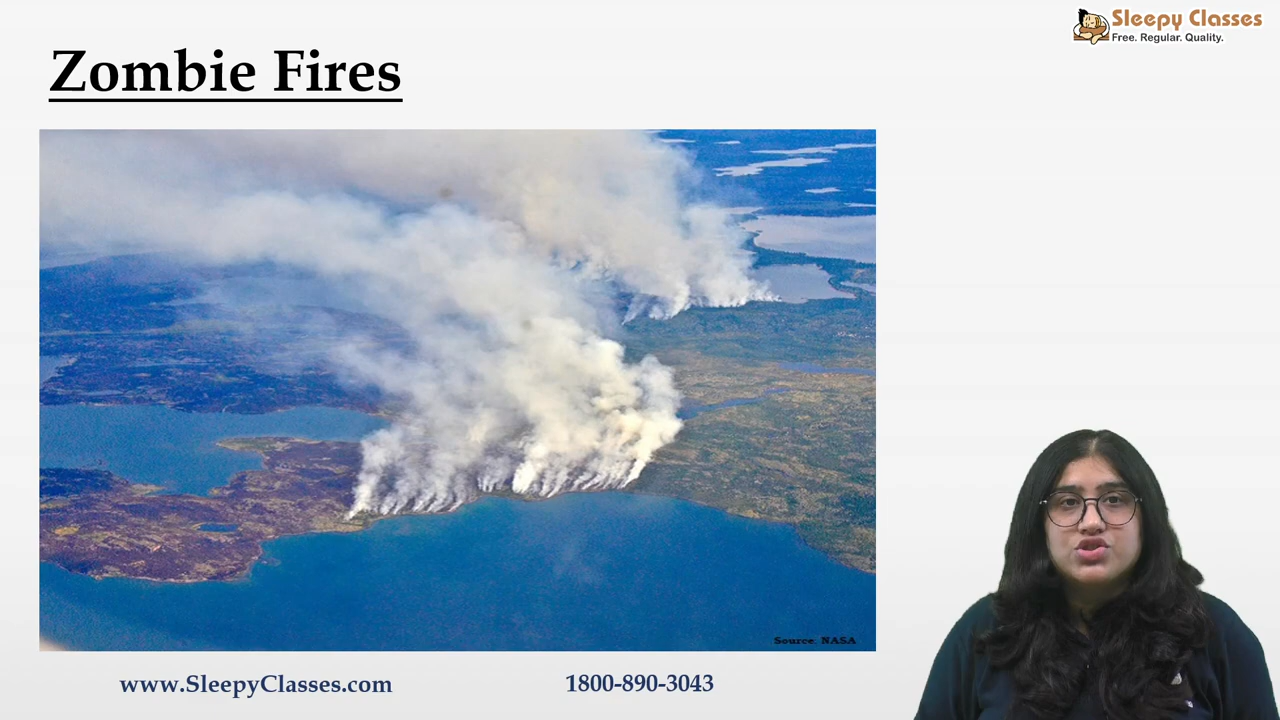 Sleepy Classes
Free. Regular. Quality.
Zombie Fires
Source: NASA
www.SleepyClasses.com
1800-890-3043